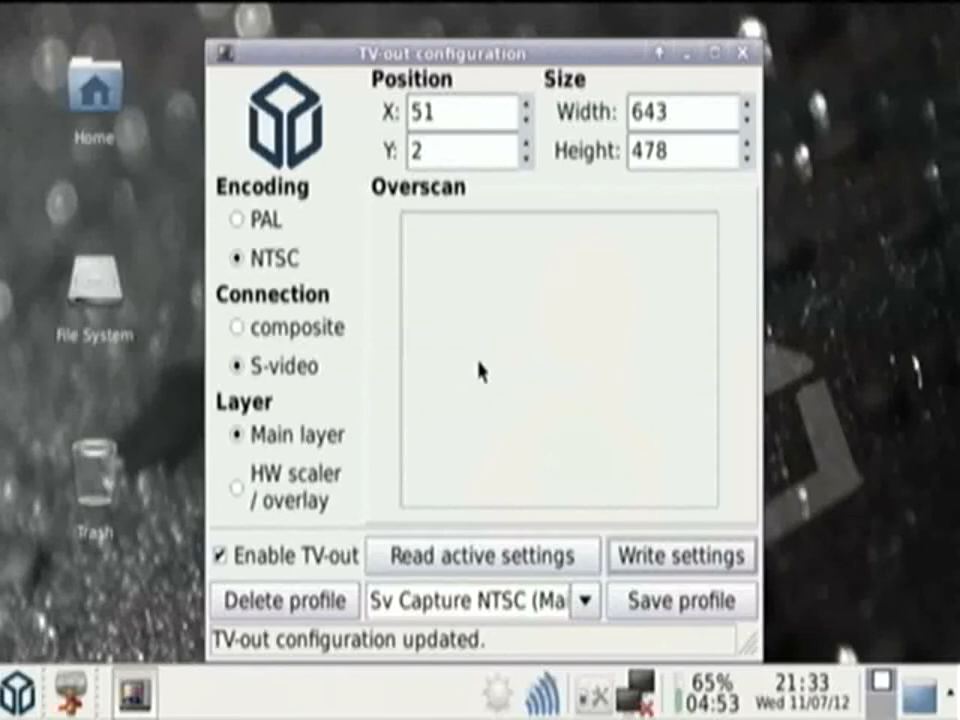 TV-out configuration
Home
File System
Trash
Position
X: 51
Y: 2
Size
Width: 643
Height: 478
Encoding
PAL
NTSC
Connection
composite
S-video
Layer
Main layer
HW scaler
/ overlay
Overscan
Enable TV-out
Read active settings
Write settings
Delete profile
Sv Capture NTSC (Ma
Save profile
TV-out configuration updated.
65%
04:53
21:33
Wed 11/07/12